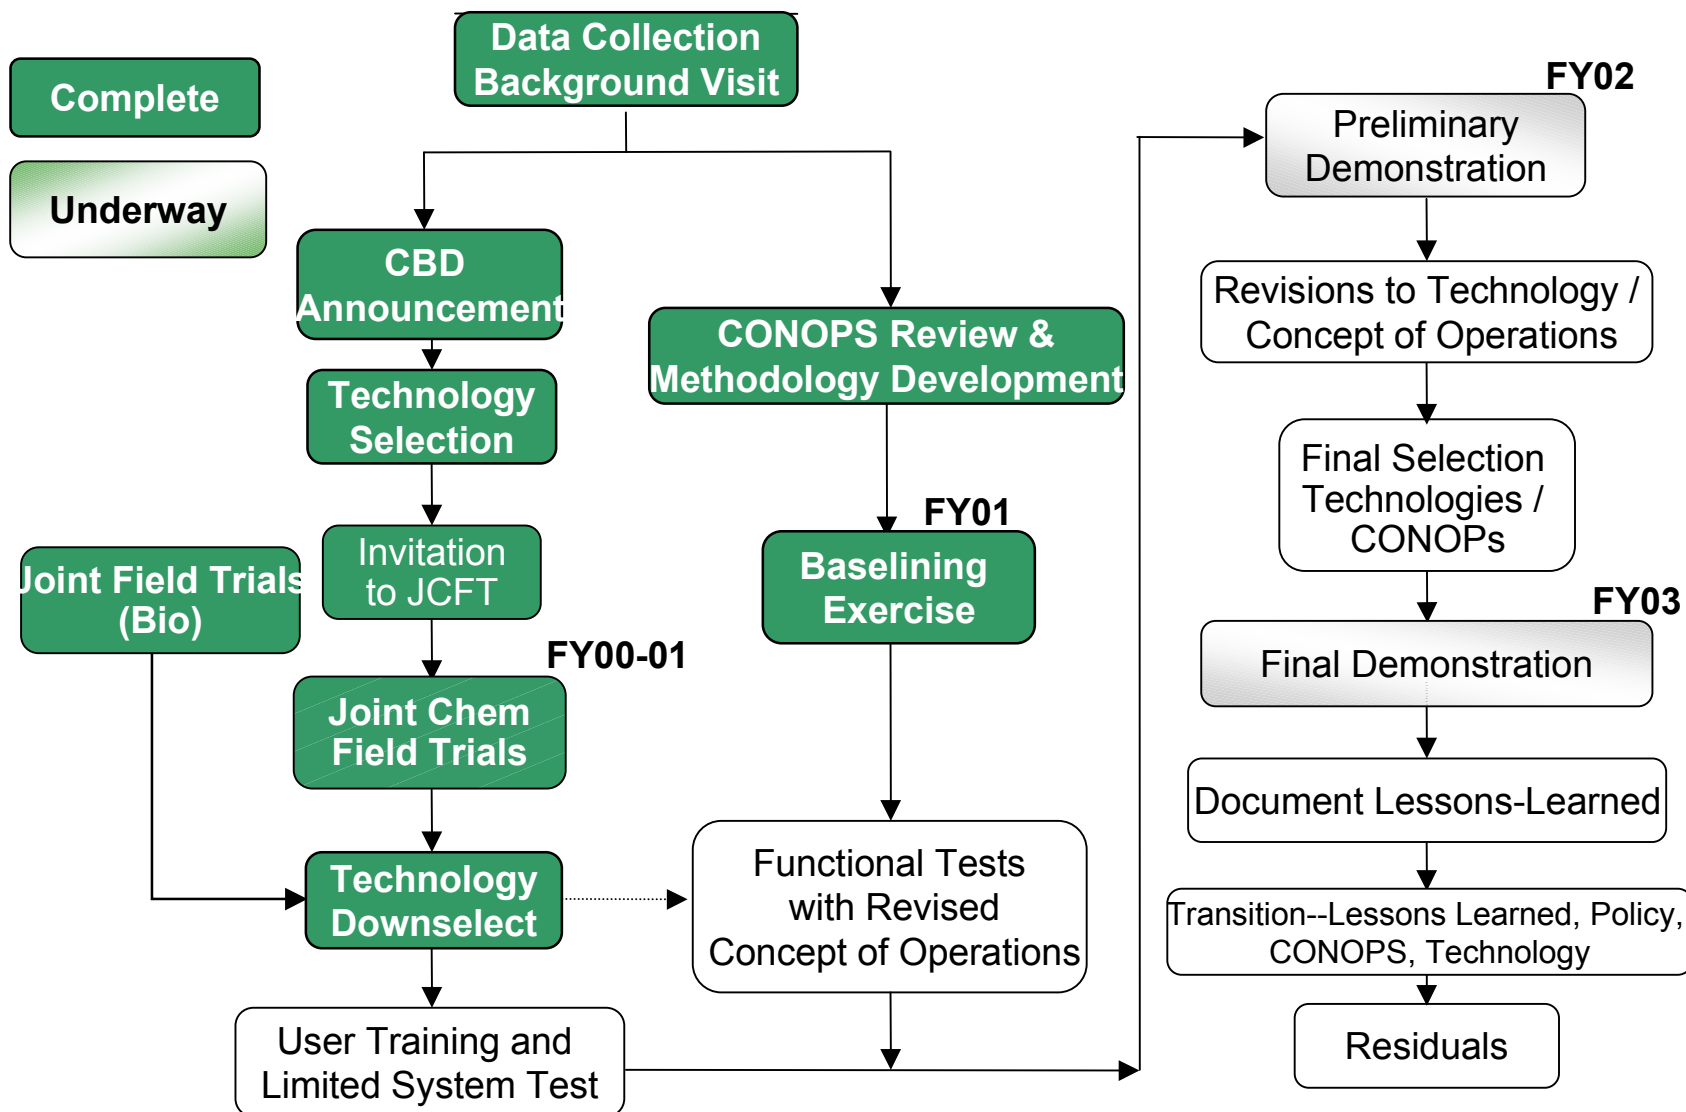 Complete
Underway
Data Collection
Background Visit
CBD
Announcement
Technology
Selection
Invitation
to JCFT
Joint Field Trials
(Bio)
FY00-01
Joint Chem
Field Trials
Technology
Downselect
User Training and
Limited System Test
CONOPS Review &
Methodology Development
FY01
Baselining
Exercise
Functional Tests
with Revised
Concept of Operations
FY02
Preliminary
Demonstration
Revisions to Technology /
Concept of Operations
Final Selection
Technologies /
CONOPs
FY03
Final Demonstration
Document Lessons-Learned
Transition--Lessons Learned, Policy,
CONOPS, Technology
Residuals